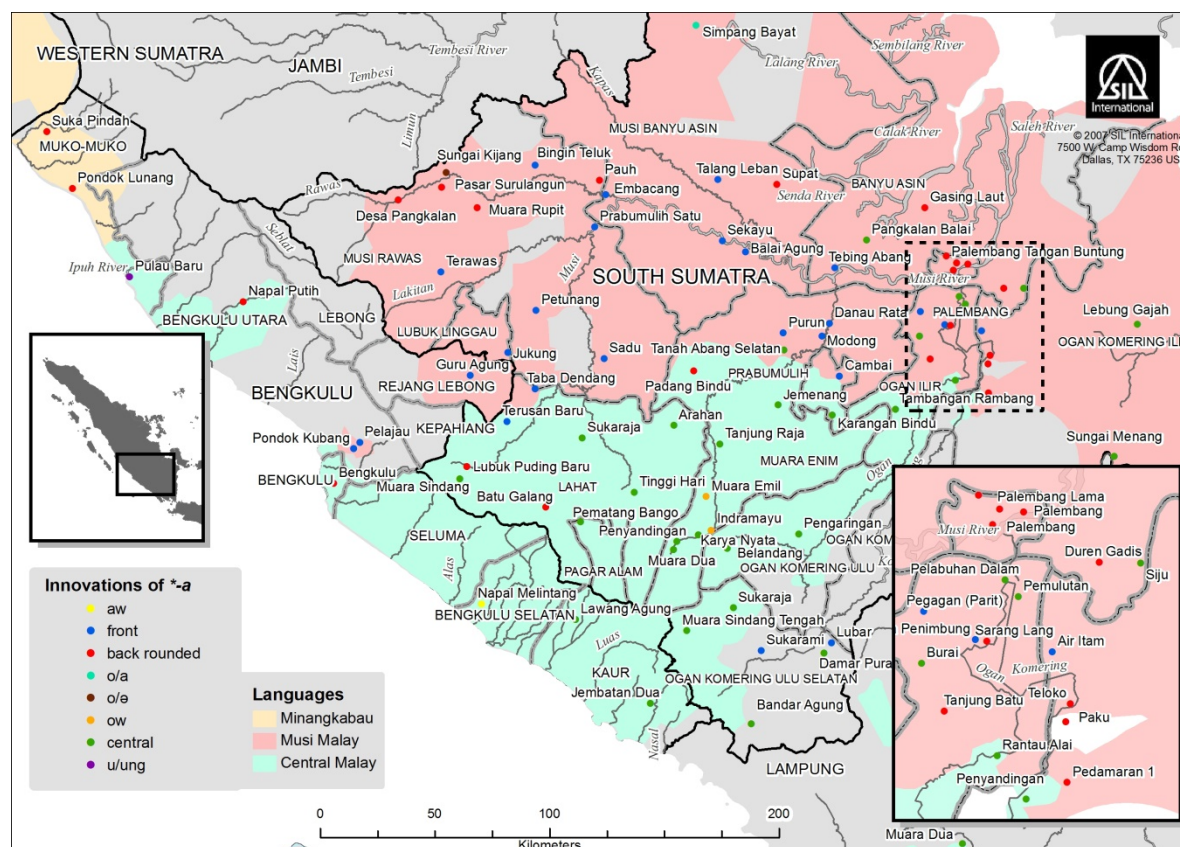 Simpang Bayat
Sembilang River
WESTERN SUMATRA
Tembesi River
Lalang River
JAMBI
Tembesi
Kapas
SIL
International
Suka Pindah
Limun
MUSI BANYU ASIN
Calak River
Saleh River
© 2007 SIL Internationa
7500 W. Camp Wisdom Ro
Dallas, TX 75236 US
MUKO-MUKO
Sungai Kijang
Bingin Teluk
Pauh
Talang Leban
Supat
BANYU ASIN
Pondok Lunang
Rawas
Pasar Surulangun
Embacang
Senda River
Gasing Laut
Desa Pangkalan
Muara Rupit
Prabumulih Satu
Seblat
Sekayu
Pangkalan Balai
MUSI RAWAS
Musi
Balai Agung
Palembang
Tangan Buntung
Ipuh River
Pulau Baru
Terawas
SOUTH SUMATRA
Tebing Abang
Musi River
Napal Putih
Lakitan
BENGKULU UTARA
LEBONG
Petunang
Danau Rata
PALEMBANG
Lebung Gajah
LUBUK LINGGAU
Purun
Modong
OGAN KOMERING ILI
Lais
Jukung
Sadu
Tanah Abang Selatan
BENGKULU
Guru Agung
PRABUMULIH
Cambai
REJANG LEBONG
Taba Dendang
Padang Bindu
OGAN ILIR
Jemenang
Tambangan Rambang
Terusan Baru
Arahan
Karangan Bindu
Pelajau
KEPAHIANG
Sukaraja
Tanjung Raja
Pondok Kubang
Sungai Menang
Bengkulu
Lubuk Puding Baru
MUARA ENIM
Ogan
BENGKULU
Muara Sindang
LAHAT
Tinggi Hari
Muara Emil
Batu Galang
Pematang Bango
Indramayu
Penyandingan
Pengaringan
SELUMA
Karya Nyata
OGAN KOM
Muara Dua
Belandang
OGAN KOMERING ULU
Alas
PAGAR ALAM
Napal Melintang
Sukaraja
BENGKULU SELATAN
Lawang Agung
Muara Sindang Tengah
Luas
Sukarami
Lubar
KAUR
Damar Pura
OGAN KOMERING ULU SELATAN
Jembatan Dua
Bandar Agung
Nasal
LAMPUNG
Muara Dua
Innovations of *-a
aw
front
back rounded
o/a
o/ə
ow
central
u/ung
Languages
Minangkabau
Musi Malay
Central Malay
0 50 100 200
Kilometers
Palembang Lama
Palembang
Musi River
Palembang
Duren Gadis
Pelabuhan Dalam
Siju
Pemulutan
Pegagan (Parit)
Penimbung
Sarang Lang
Air Itam
Burai
Ogan
Komering
Tanjung Batu
Teloko
Paku
Rantau Alai
Penyandingan
Pedamaran 1